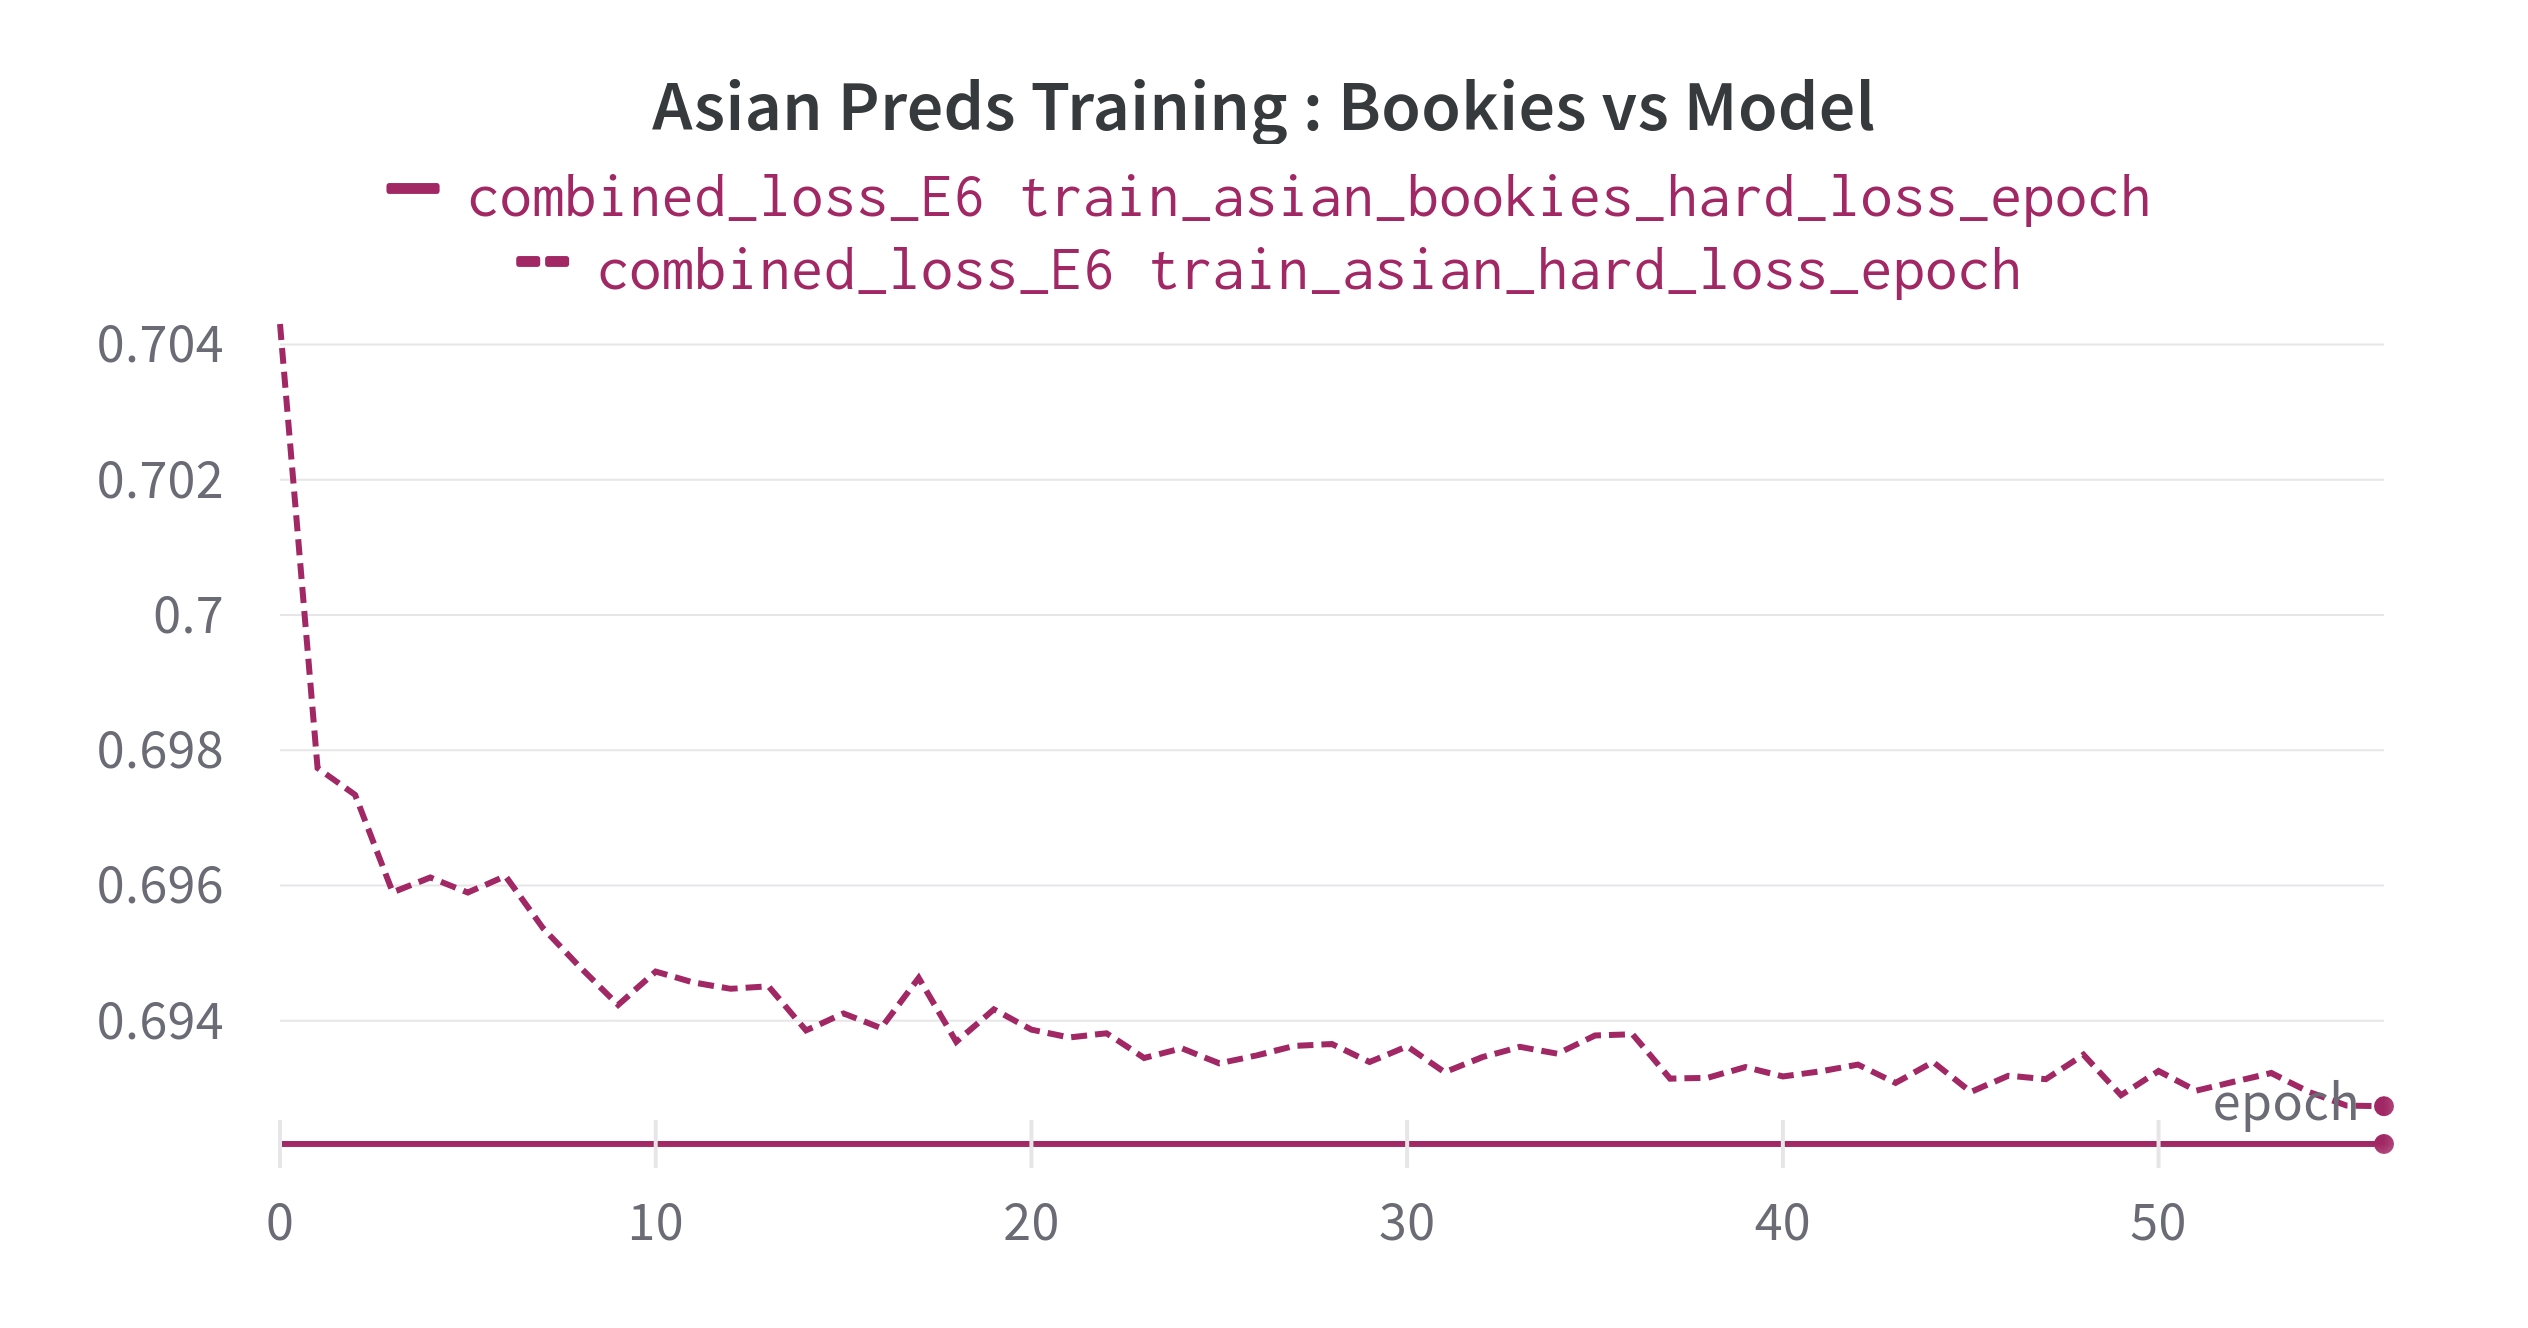 Asian Preds Training : Bookies vs Model
combined_loss_E6 train_asian_bookies_hard_loss_epoch
combined_loss_E6 train_asian_hard_loss_epoch
0.704
0.702
0.7
0.698
0.696
0.694
epoch
0 10 20 30 40 50